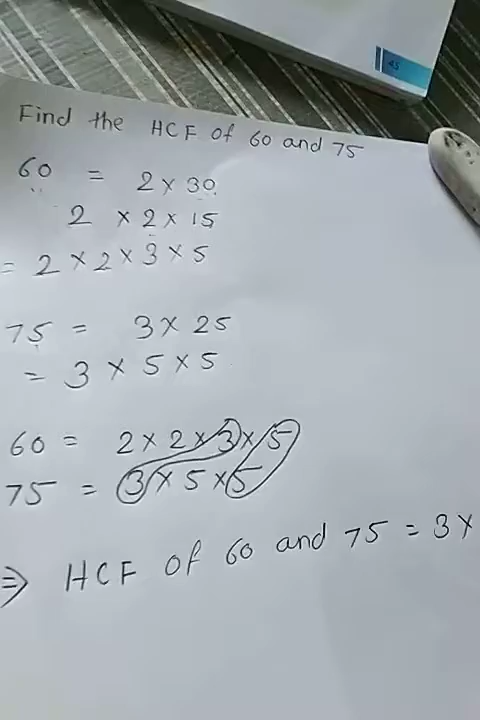 45
Find the HCF of 60 and 75
60 = 2 × 30
2 × 2 × 15
= 2 × 2 × 3 × 5
75 = 3 × 25
= 3 × 5 × 5
60 = 2 × 2 × 3 × 5
75 = 3 × 5 × 5
⇒ HCF of 60 and 75 = 3 ×